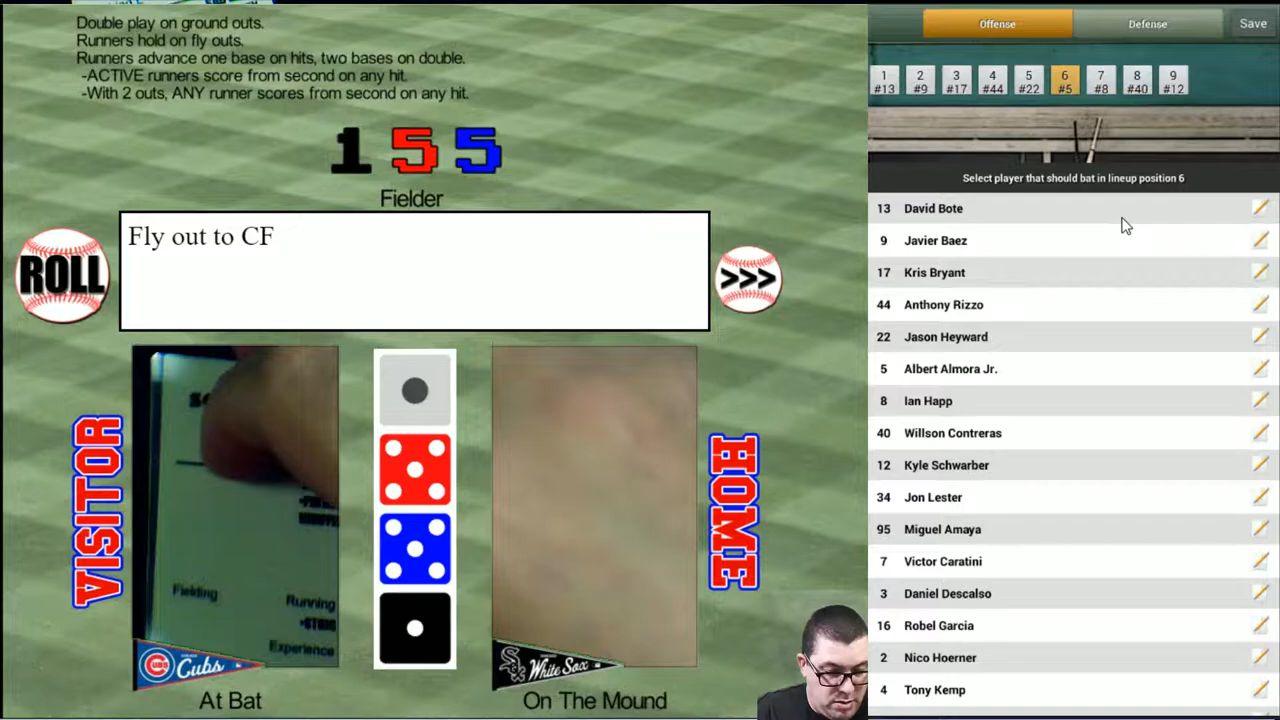 Double play on ground outs.
Runners hold on fly outs.
Runners advance one base on hits, two bases on double.
-ACTIVE runners score from second on any hit.
-With 2 outs, ANY runner scores from second on any hit.
1 5 5
Fielder
Fly out to CF
ROLL
>>>
VISITOR
HOME
Fielding
Running
Experience
CUBS
Cubs
White Sox
At Bat
On The Mound
Offense
Defense
Save
1 2 3 4 5 6 7 8 9
#13 #9 #17 #44 #22 #5 #8 #40 #12
Select player that should bat in lineup position 6
13 David Bote
9 Javier Baez
17 Kris Bryant
44 Anthony Rizzo
22 Jason Heyward
5 Albert Almora Jr.
8 Ian Happ
40 Willson Contreras
12 Kyle Schwarber
34 Jon Lester
95 Miguel Amaya
7 Victor Caratini
3 Daniel Descalso
16 Robel Garcia
2 Nico Hoerner
4 Tony Kemp